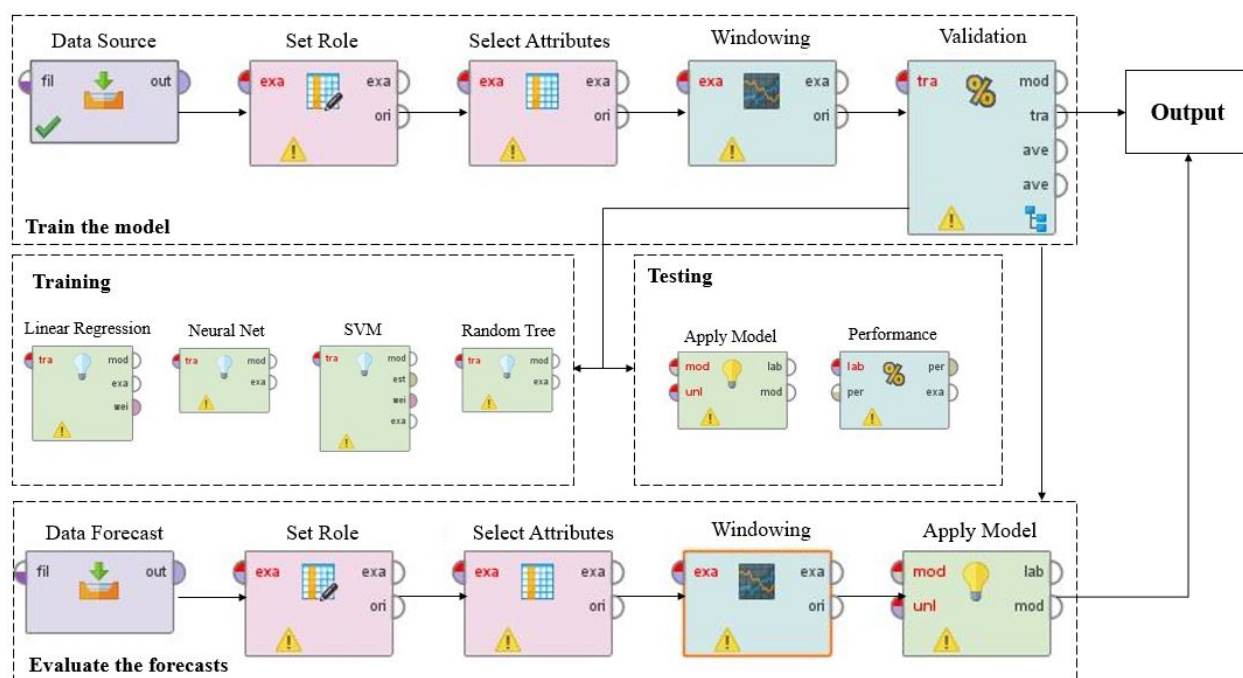 Data Source
Set Role
Select Attributes
Windowing
Validation
fil
out
exa
exa
ori
exa
exa
ori
exa
exa
ori
tra
mod
tra
ave
ave
Output
Train the model
Training
Linear Regression
tra
mod
exa
wei
Neural Net
tra
mod
exa
SVM
tra
mod
est
wei
exa
Random Tree
tra
mod
exa
Testing
Apply Model
mod
lab
unl
mod
Performance
lab
per
per
exa
Data Forecast
Set Role
Select Attributes
Windowing
Apply Model
fil
out
exa
exa
ori
exa
exa
ori
exa
exa
ori
mod
lab
unl
mod
Evaluate the forecasts